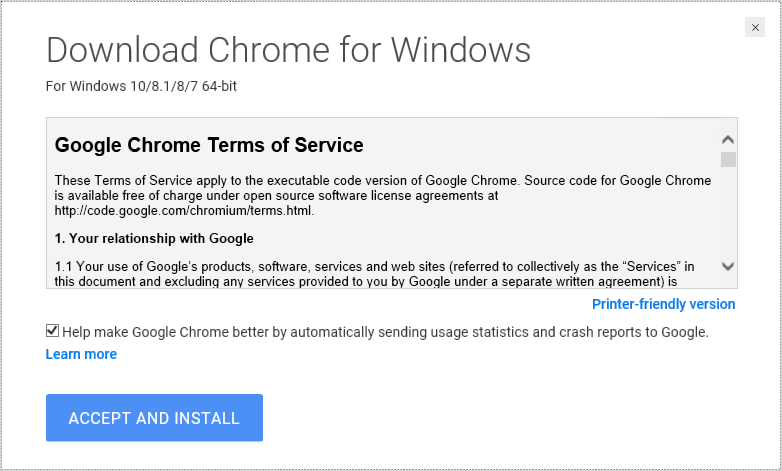 Download Chrome for Windows
For Windows 10/8.1/8/7 64-bit
Google Chrome Terms of Service
These Terms of Service apply to the executable code version of Google Chrome. Source code for Google Chrome
is available free of charge under open source software license agreements at
http://code.google.com/chromium/terms.html.
1. Your relationship with Google
1.1 Your use of Google’s products, software, services and web sites (referred to collectively as the “Services” in
this document and excluding any services provided to you by Google under a separate written agreement) is
Printer-friendly version
Help make Google Chrome better by automatically sending usage statistics and crash reports to Google.
Learn more
ACCEPT AND INSTALL